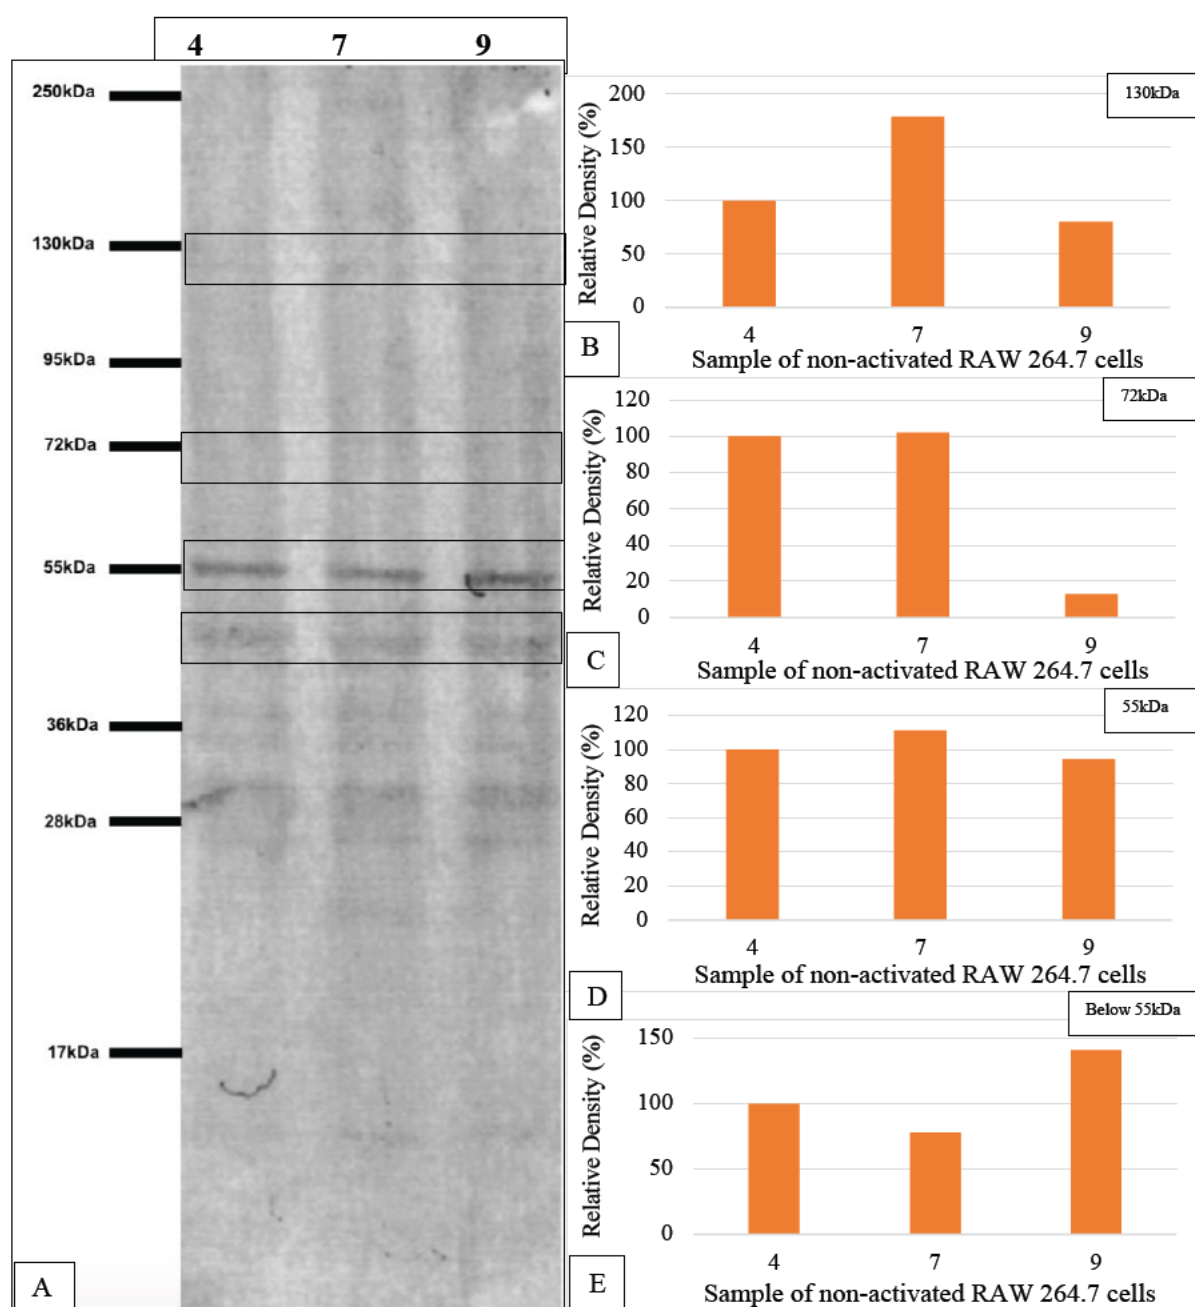 4 7 9
250kDa
130kDa
95kDa
72kDa
55kDa
36kDa
28kDa
17kDa
A
130kDa
Relative Density (%)
200
150
100
50
0
4 7 9
Sample of non-activated RAW 264.7 cells
B
72kDa
Relative Density (%)
120
100
80
60
40
20
0
4 7 9
Sample of non-activated RAW 264.7 cells
C
55kDa
Relative Density (%)
120
100
80
60
40
20
0
4 7 9
Sample of non-activated RAW 264.7 cells
D
Below 55kDa
Relative Density (%)
150
100
50
0
4 7 9
Sample of non-activated RAW 264.7 cells
E